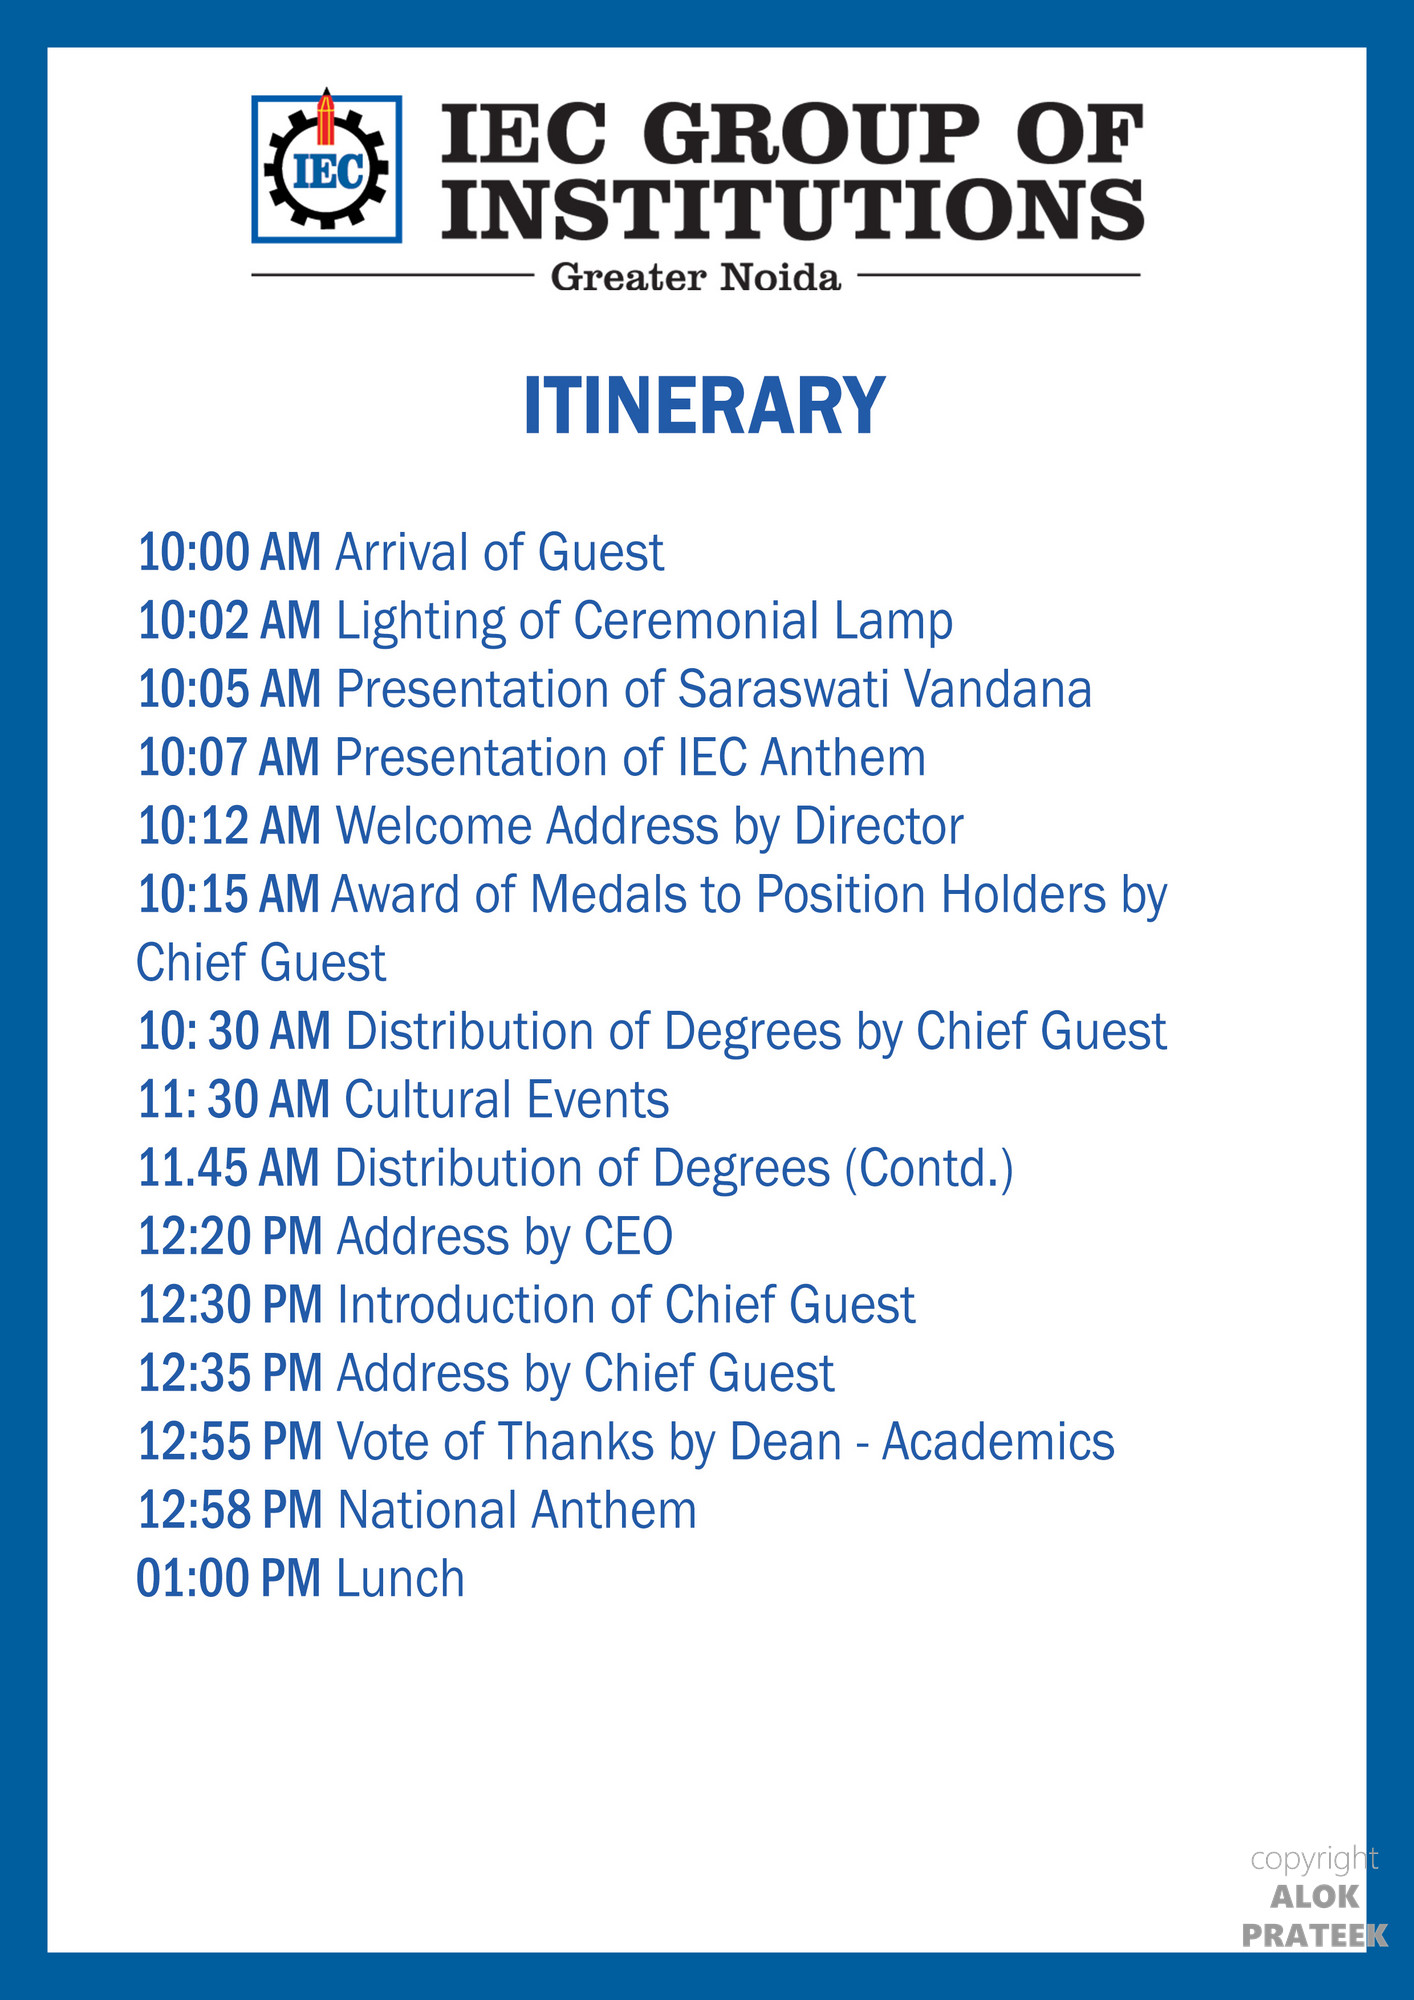 IEC
IEC GROUP OF
INSTITUTIONS
Greater Noida
ITINERARY
10:00 AM Arrival of Guest
10:02 AM Lighting of Ceremonial Lamp
10:05 AM Presentation of Saraswati Vandana
10:07 AM Presentation of IEC Anthem
10:12 AM Welcome Address by Director
10:15 AM Award of Medals to Position Holders by
Chief Guest
10: 30 AM Distribution of Degrees by Chief Guest
11: 30 AM Cultural Events
11.45 AM Distribution of Degrees (Contd.)
12:20 PM Address by CEO
12:30 PM Introduction of Chief Guest
12:35 PM Address by Chief Guest
12:55 PM Vote of Thanks by Dean - Academics
12:58 PM National Anthem
01:00 PM Lunch
copyright
ALOK
PRATEEK